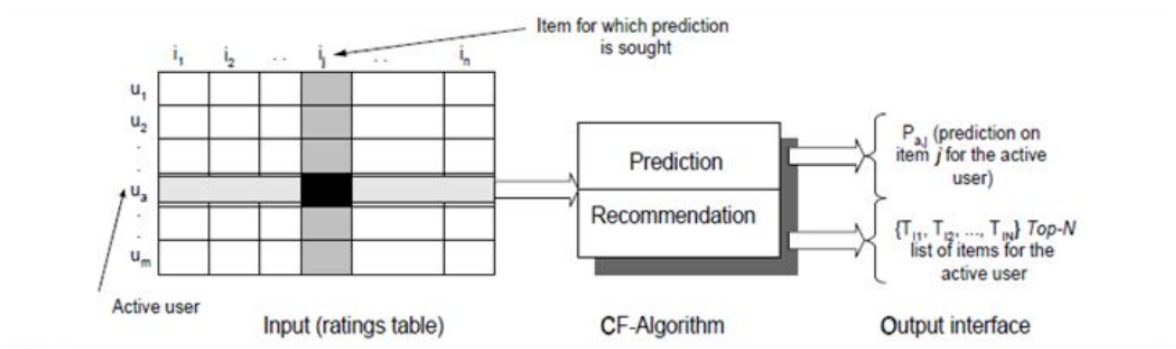 Item for which prediction
is sought
i1 i2 . . ij . . in
u1
u2
.
.
ua
.
.
um
Active user
Input (ratings table)
Prediction
Recommendation
CF-Algorithm
Pa,j (prediction on
item j for the active
user)
{Ti1, Ti2, ..., TiN} Top-N
list of items for the
active user
Output interface